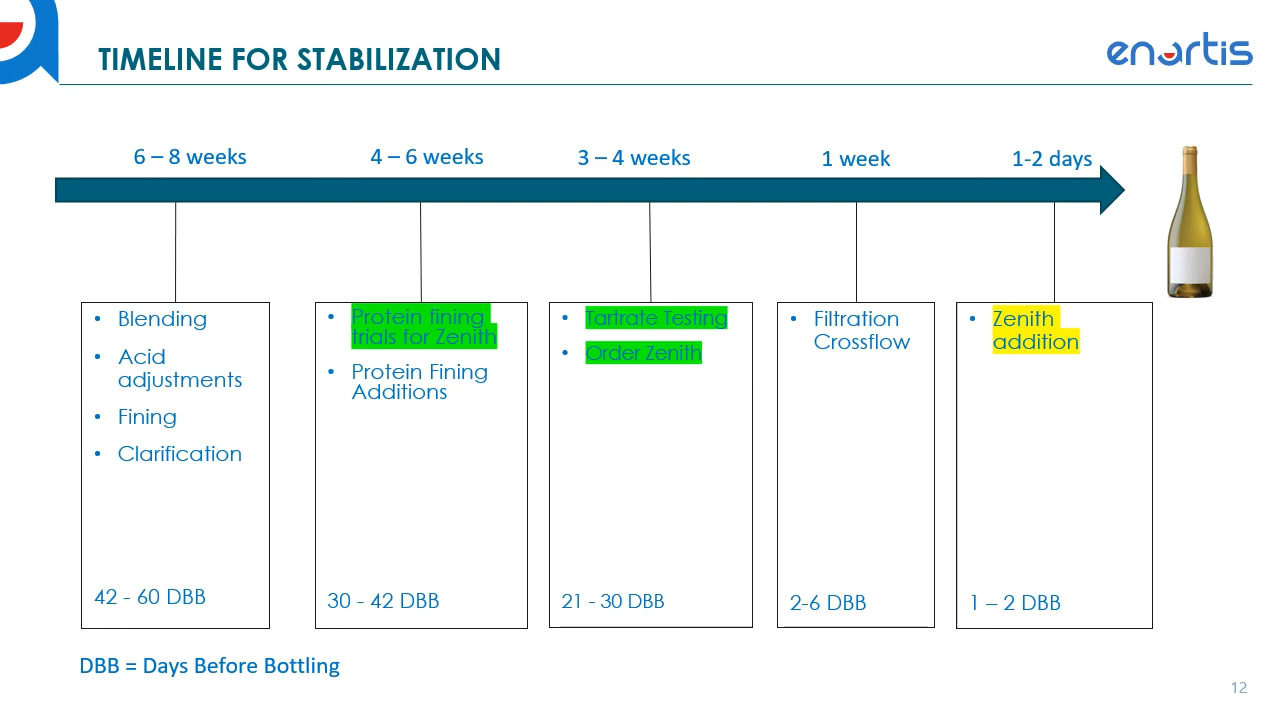 TIMELINE FOR STABILIZATION
enartis
6 – 8 weeks
4 – 6 weeks
3 – 4 weeks
1 week
1-2 days
• Blending
• Acid
adjustments
• Fining
• Clarification
42 - 60 DBB
• Protein fining
trials for Zenith
• Protein Fining
Additions
30 - 42 DBB
• Tartrate Testing
• Order Zenith
21 - 30 DBB
• Filtration
Crossflow
2-6 DBB
• Zenith
addition
1 – 2 DBB
DBB = Days Before Bottling
12